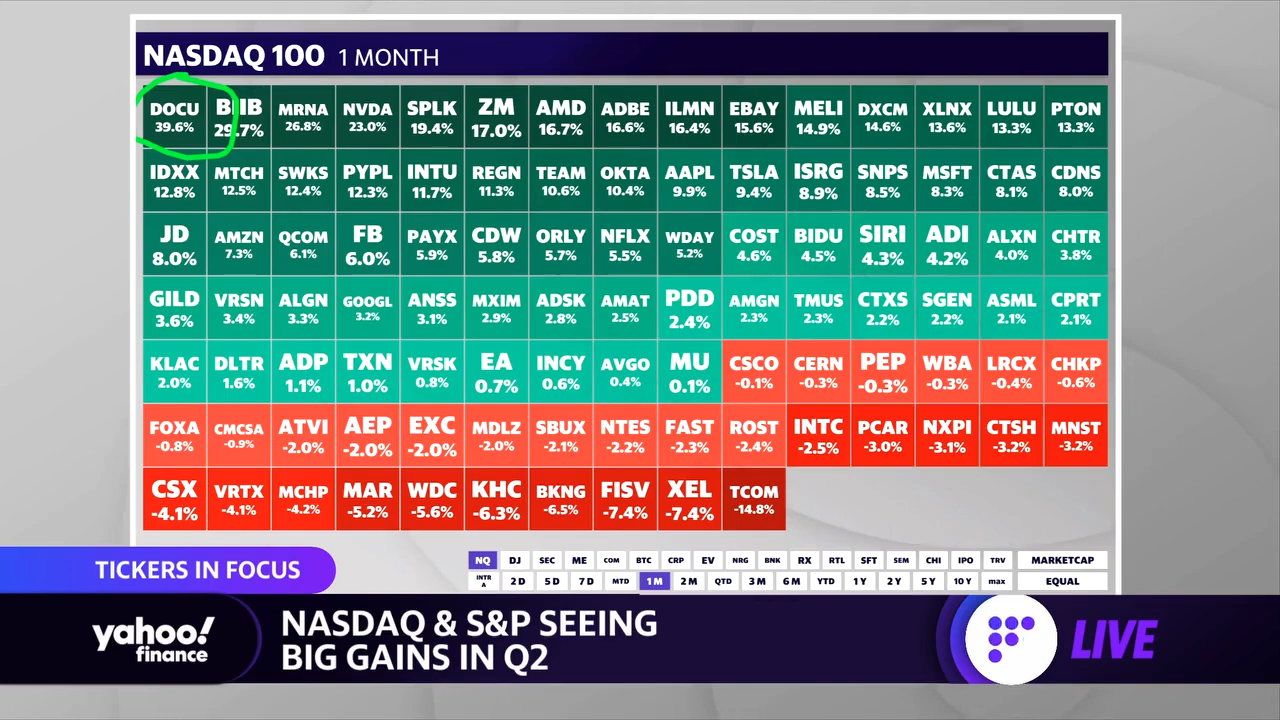 NASDAQ 100 1 MONTH
DOCU BIIB MRNA NVDA SPLK ZM AMD ADBE ILMN EBAY MELI DXCM XLNX LULU PTON
39.6% 29.7% 26.8% 23.0% 19.4% 17.0% 16.7% 16.6% 16.4% 15.6% 14.9% 14.6% 13.6% 13.3% 13.3%
IDXX MTCH SWKS PYPL INTU REGN TEAM OKTA AAPL TSLA ISRG SNPS MSFT CTAS CDNS
12.8% 12.5% 12.4% 12.3% 11.7% 11.3% 10.6% 10.4% 9.9% 9.4% 8.9% 8.5% 8.3% 8.1% 8.0%
JD AMZN QCOM FB PAYX CDW ORLY NFLX WDAY COST BIDU SIRI ADI ALXN CHTR
8.0% 7.3% 6.1% 6.0% 5.9% 5.8% 5.7% 5.5% 5.2% 4.6% 4.5% 4.3% 4.2% 4.0% 3.8%
GILD VRSN ALGN GOOGL ANSS MXIM ADSK AMAT PDD AMGN TMUS CTXS SGEN ASML CPRT
3.6% 3.4% 3.3% 3.2% 3.1% 2.9% 2.8% 2.5% 2.4% 2.3% 2.3% 2.2% 2.2% 2.1% 2.1%
KLAC DLTR ADP TXN VRSK EA INCY AVGO MU CSCO CERN PEP WBA LRCX CHKP
2.0% 1.6% 1.1% 1.0% 0.8% 0.7% 0.6% 0.4% 0.1% -0.1% -0.3% -0.3% -0.3% -0.4% -0.6%
FOXA CMCSA ATVI AEP EXC MDLZ SBUX NTES FAST ROST INTC PCAR NXPI CTSH MNST
-0.8% -0.9% -2.0% -2.0% -2.0% -2.0% -2.1% -2.2% -2.3% -2.4% -2.5% -3.0% -3.1% -3.2% -3.2%
CSX VRTX MCHP MAR WDC KHC BKNG FISV XEL TCOM
-4.1% -4.1% -4.2% -5.2% -5.6% -6.3% -6.5% -7.4% -7.4% -14.8%
NQ DJ SEC ME COM BTC CRP EV NRG BNK RX RTL SFT SEM CHI IPO TRV MARKETCAP
INTRA 2 D 5 D 7 D MTD 1 M 2 M QTD 3 M 6 M YTD 1 Y 2 Y 5 Y 10 Y max EQUAL
TICKERS IN FOCUS
yahoo!
finance
NASDAQ & S&P SEEING
BIG GAINS IN Q2
LIVE